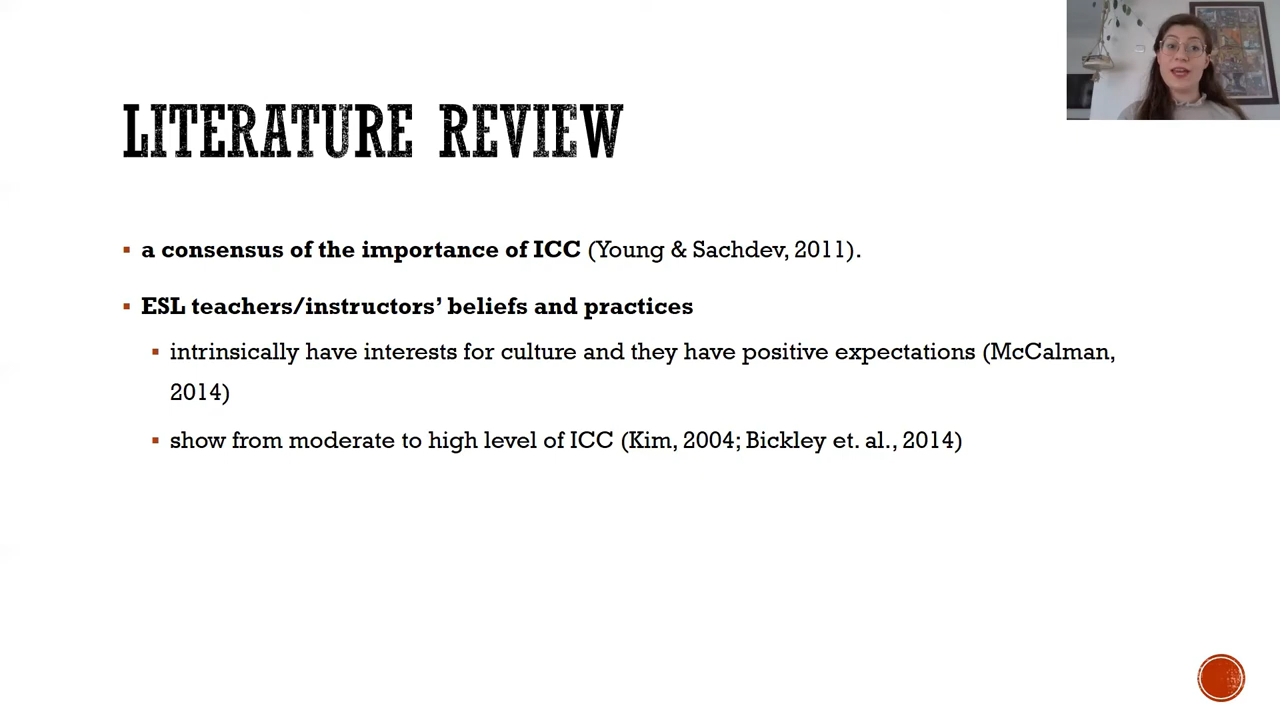 LITERATURE REVIEW
▪ a consensus of the importance of ICC (Young & Sachdev, 2011).
▪ ESL teachers/instructors’ beliefs and practices
▪ intrinsically have interests for culture and they have positive expectations (McCalman,
2014)
▪ show from moderate to high level of ICC (Kim, 2004; Bickley et. al., 2014)